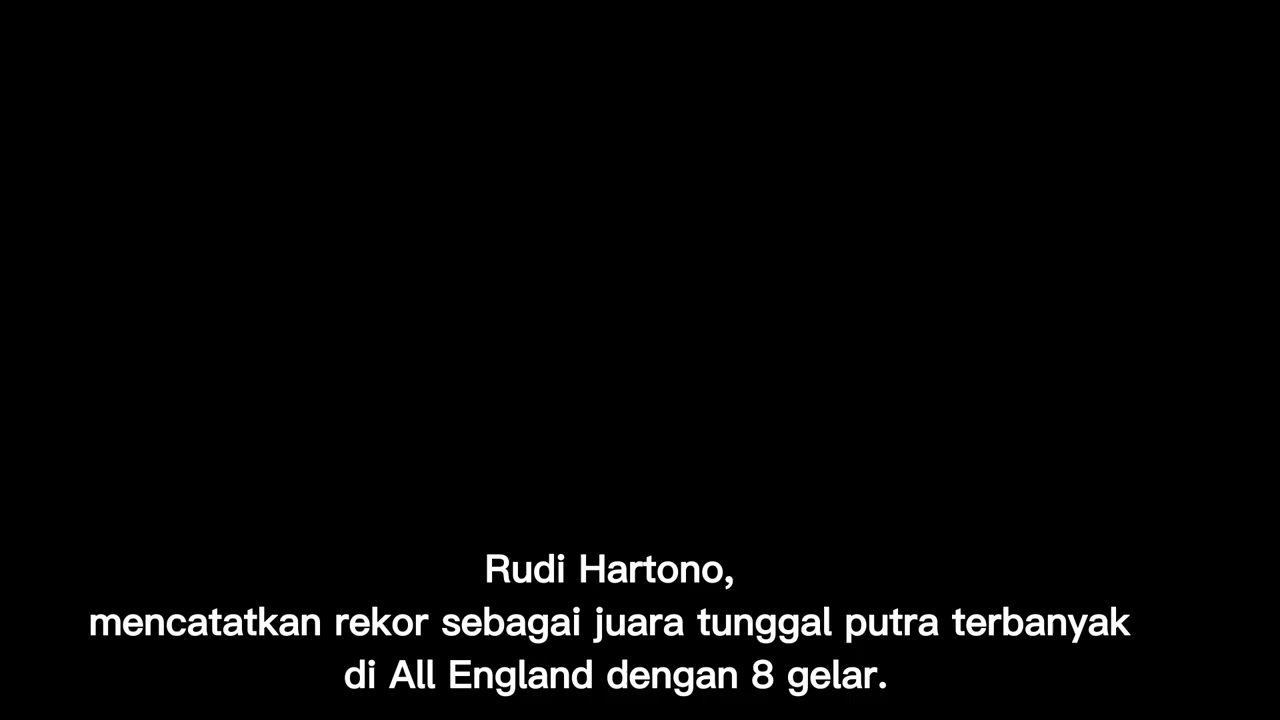 Rudi Hartono,
mencatatkan rekor sebagai juara tunggal putra terbanyak
di All England dengan 8 gelar.